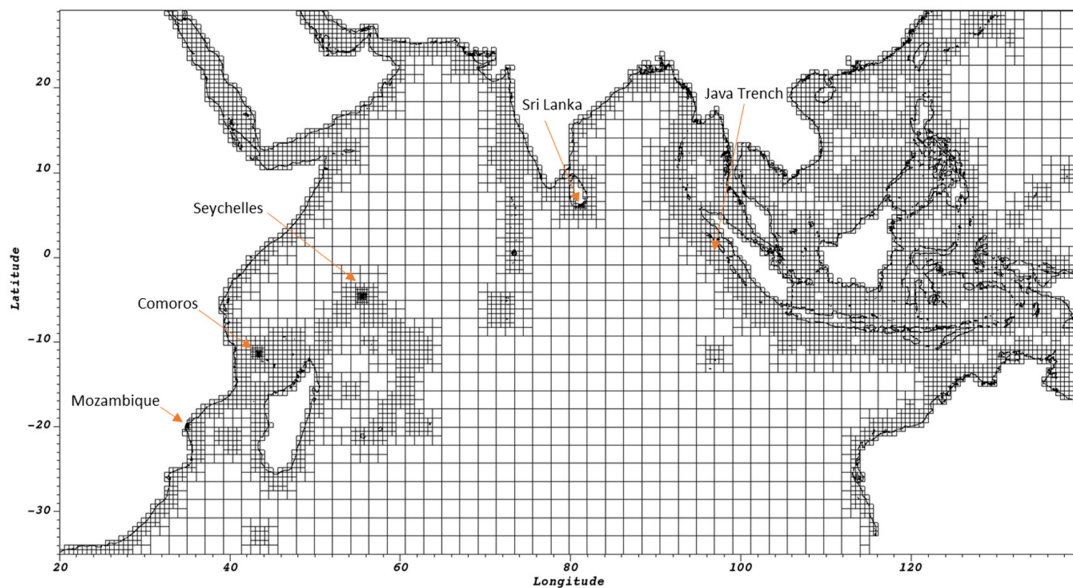 20
Sri Lanka
Java Trench
10
Seychelles
0
Latitude
Comoros
-10
Mozambique
-20
-30
20 40 60 80 100 120
Longitude